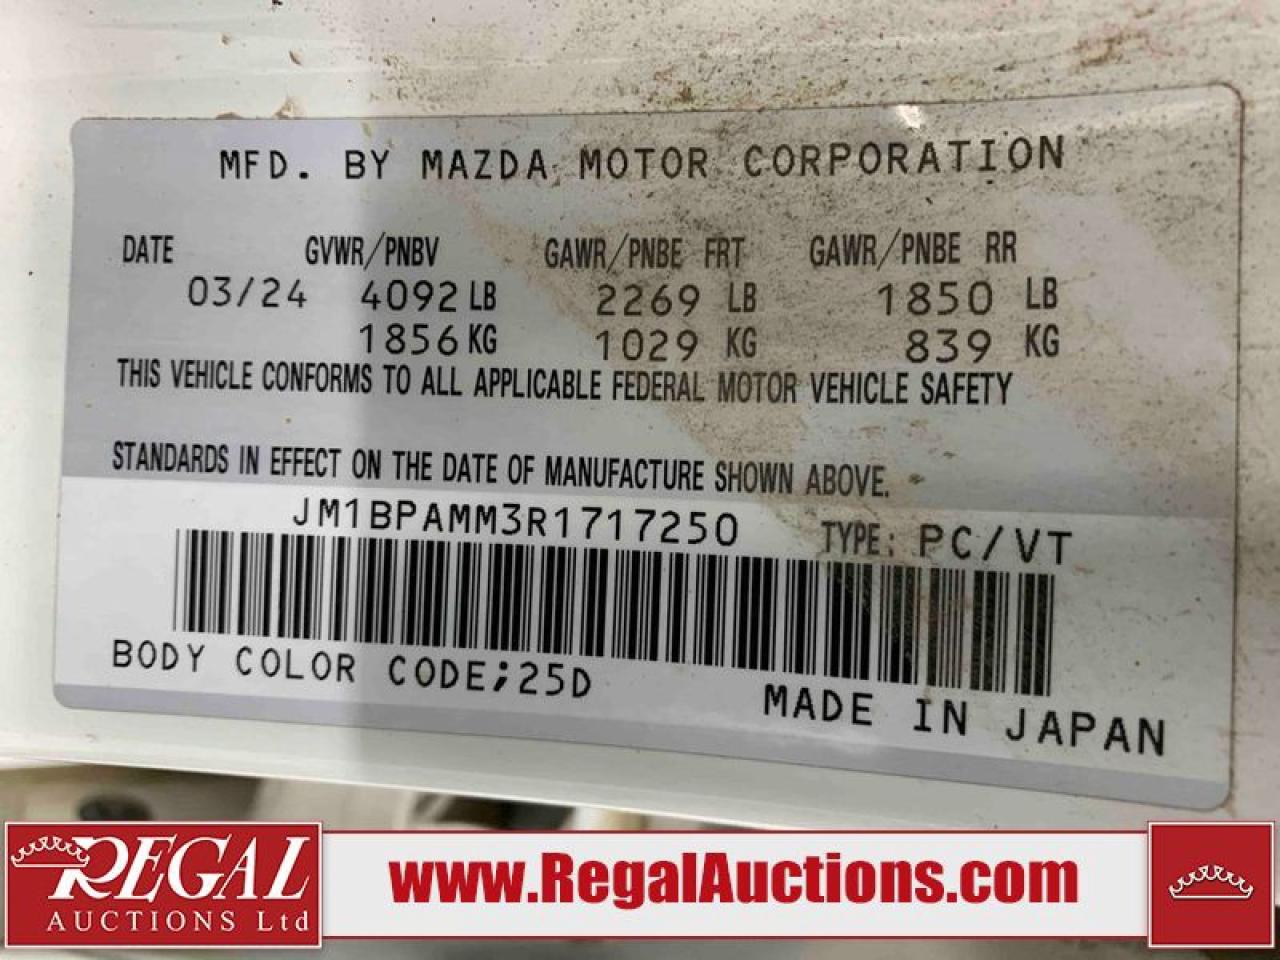 MFD. BY MAZDA MOTOR CORPORATION
DATE GVWR/PNBV GAWR/PNBE FRT GAWR/PNBE RR
03/24 4092 LB 2269 LB 1850 LB
1856 KG 1029 KG 839 KG
THIS VEHICLE CONFORMS TO ALL APPLICABLE FEDERAL MOTOR VEHICLE SAFETY
STANDARDS IN EFFECT ON THE DATE OF MANUFACTURE SHOWN ABOVE.
JM1BPAMM3R1717250 TYPE: PC/VT
BODY COLOR CODE;25D
MADE IN JAPAN
REGAL
AUCTIONS Ltd
www.RegalAuctions.com